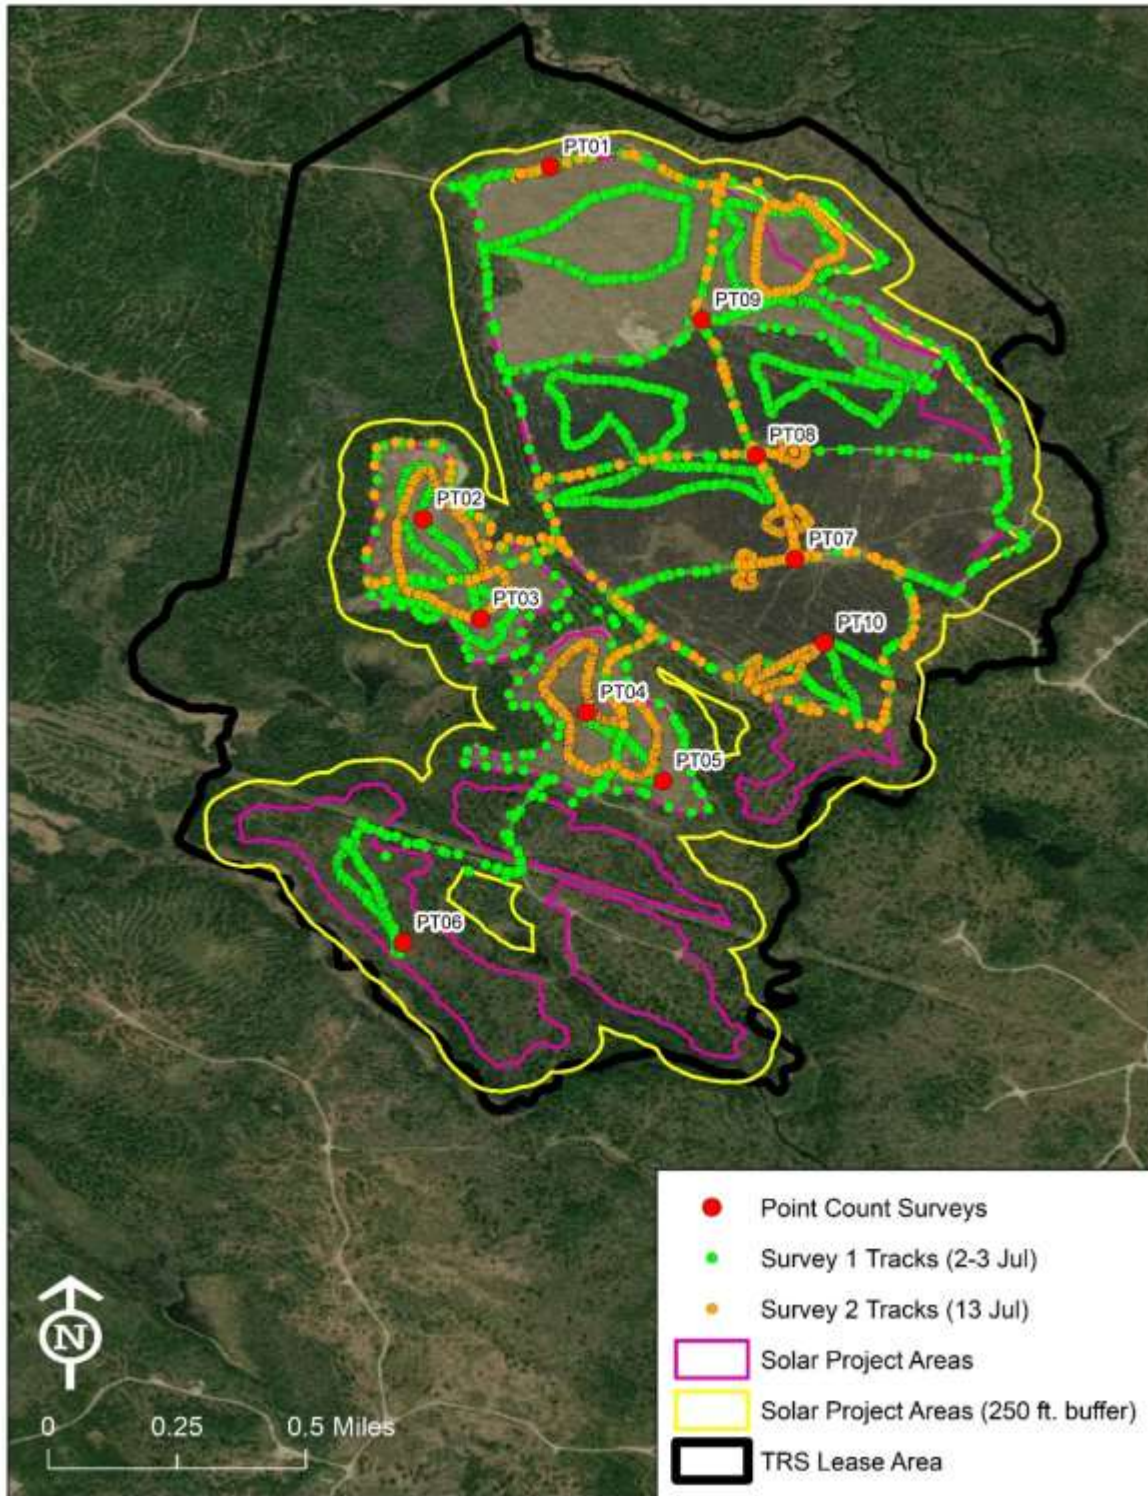 PT01
PT09
PT08
PT02
PT07
PT03
PT10
PT04
PT05
PT06
Point Count Surveys
Survey 1 Tracks (2-3 Jul)
Survey 2 Tracks (13 Jul)
Solar Project Areas
Solar Project Areas (250 ft. buffer)
TRS Lease Area
N
0 0.25 0.5 Miles